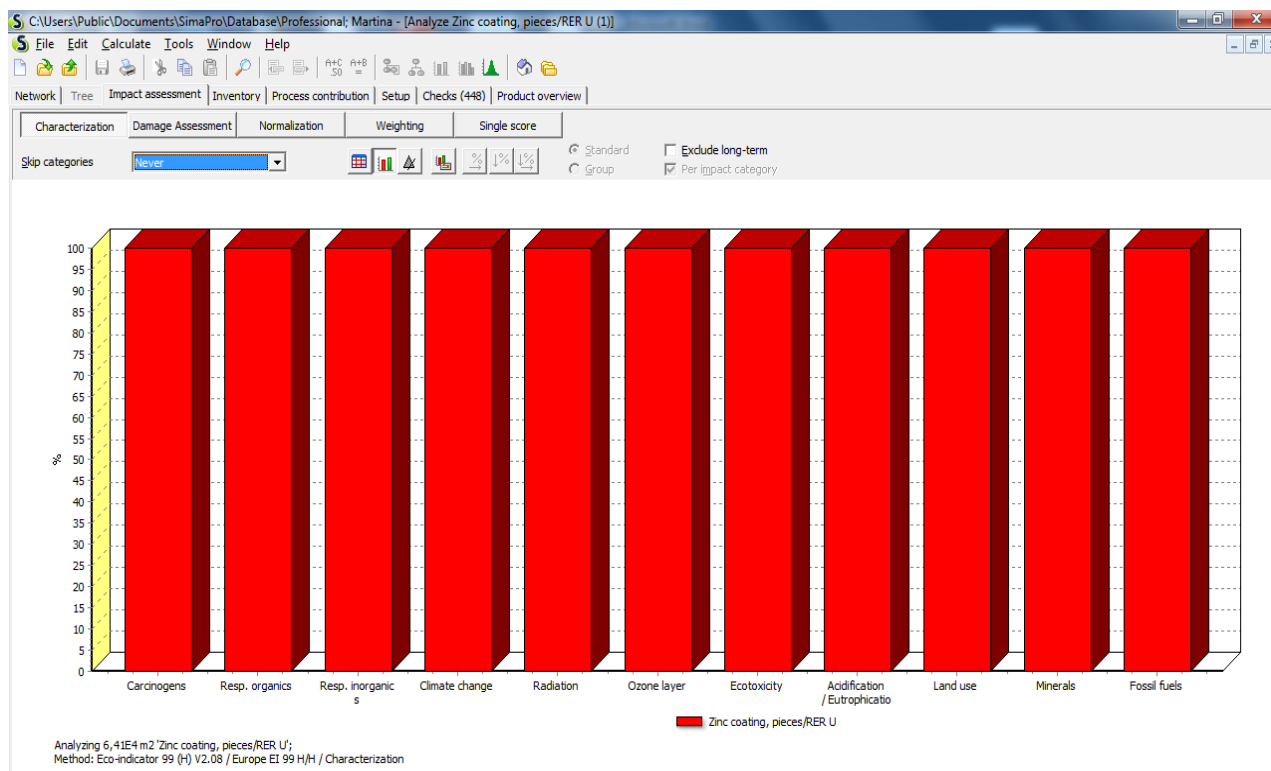 C:\Users\Public\Documents\SimaPro\Database\Professional; Martina - [Analyze Zinc coating, pieces/RER U (1)]
File Edit Calculate Tools Window Help
A+C 50 A+B =
Network Tree Impact assessment Inventory Process contribution Setup Checks (448) Product overview
Characterization Damage Assessment Normalization Weighting Single score
Skip categories Never Standard Exclude long-term
Group Per impact category
100
95
90
85
80
75
70
65
60
55
50
45
40
35
30
25
20
15
10
5
0
%
Carcinogens Resp. organics Resp. inorganic Climate change Radiation Ozone layer Ecotoxicity Acidification Land use Minerals Fossil fuels
s / Eutrophicatio
Zinc coating, pieces/RER U
Analyzing 6,41E4 m2 'Zinc coating, pieces/RER U';
Method: Eco-indicator 99 (H) V2.08 / Europe EI 99 H/H / Characterization